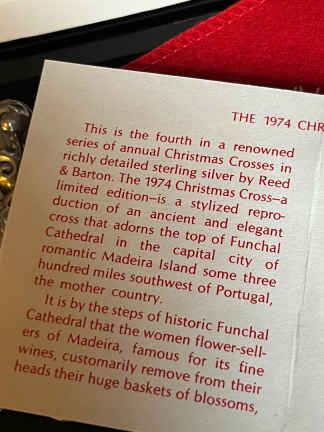 THE 1974 CHR
This is the fourth in a renowned
series of annual Christmas Crosses in
richly detailed sterling silver by Reed
& Barton. The 1974 Christmas Cross—a
limited edition—is a stylized repro-
duction of an ancient and elegant
cross that adorns the top of Funchal
Cathedral in the capital city of
romantic Madeira Island some three
hundred miles southwest of Portugal,
the mother country.
It is by the steps of historic Funchal
Cathedral that the women flower-sell-
ers of Madeira, famous for its fine
wines, customarily remove from their
heads their huge baskets of blossoms,